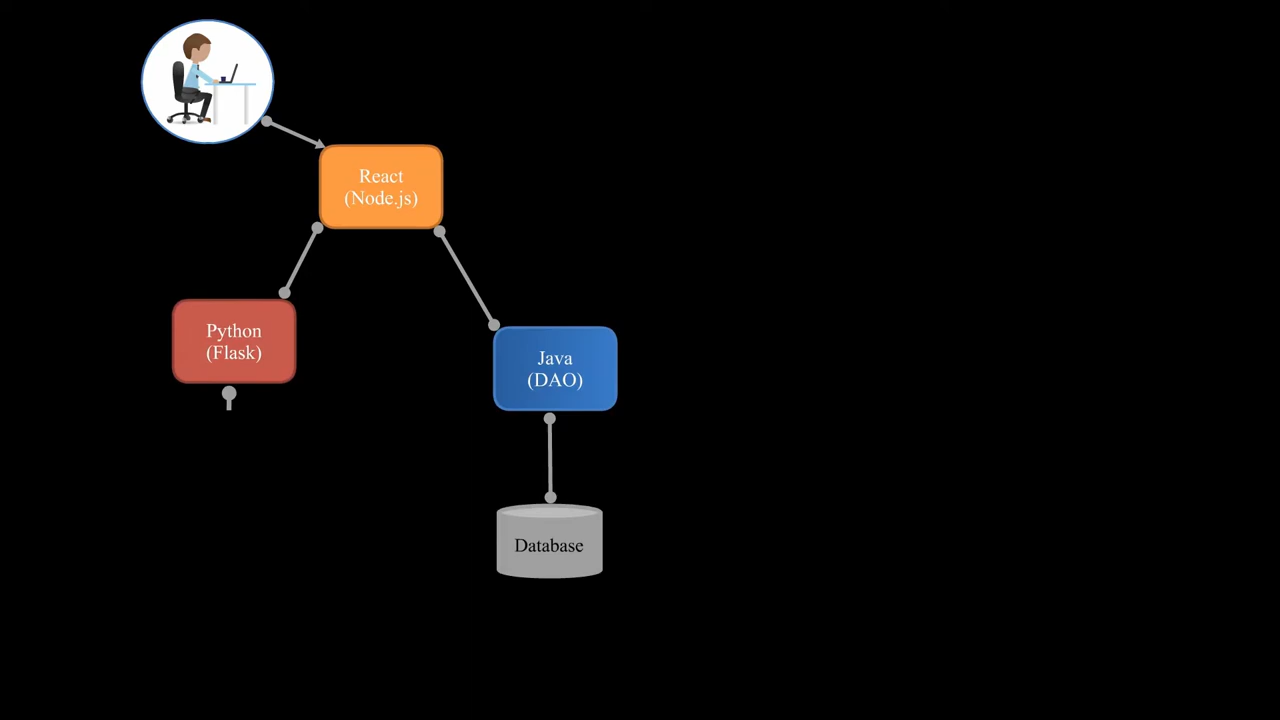 React
(Node.js)
Python
(Flask)
Java
(DAO)
Database